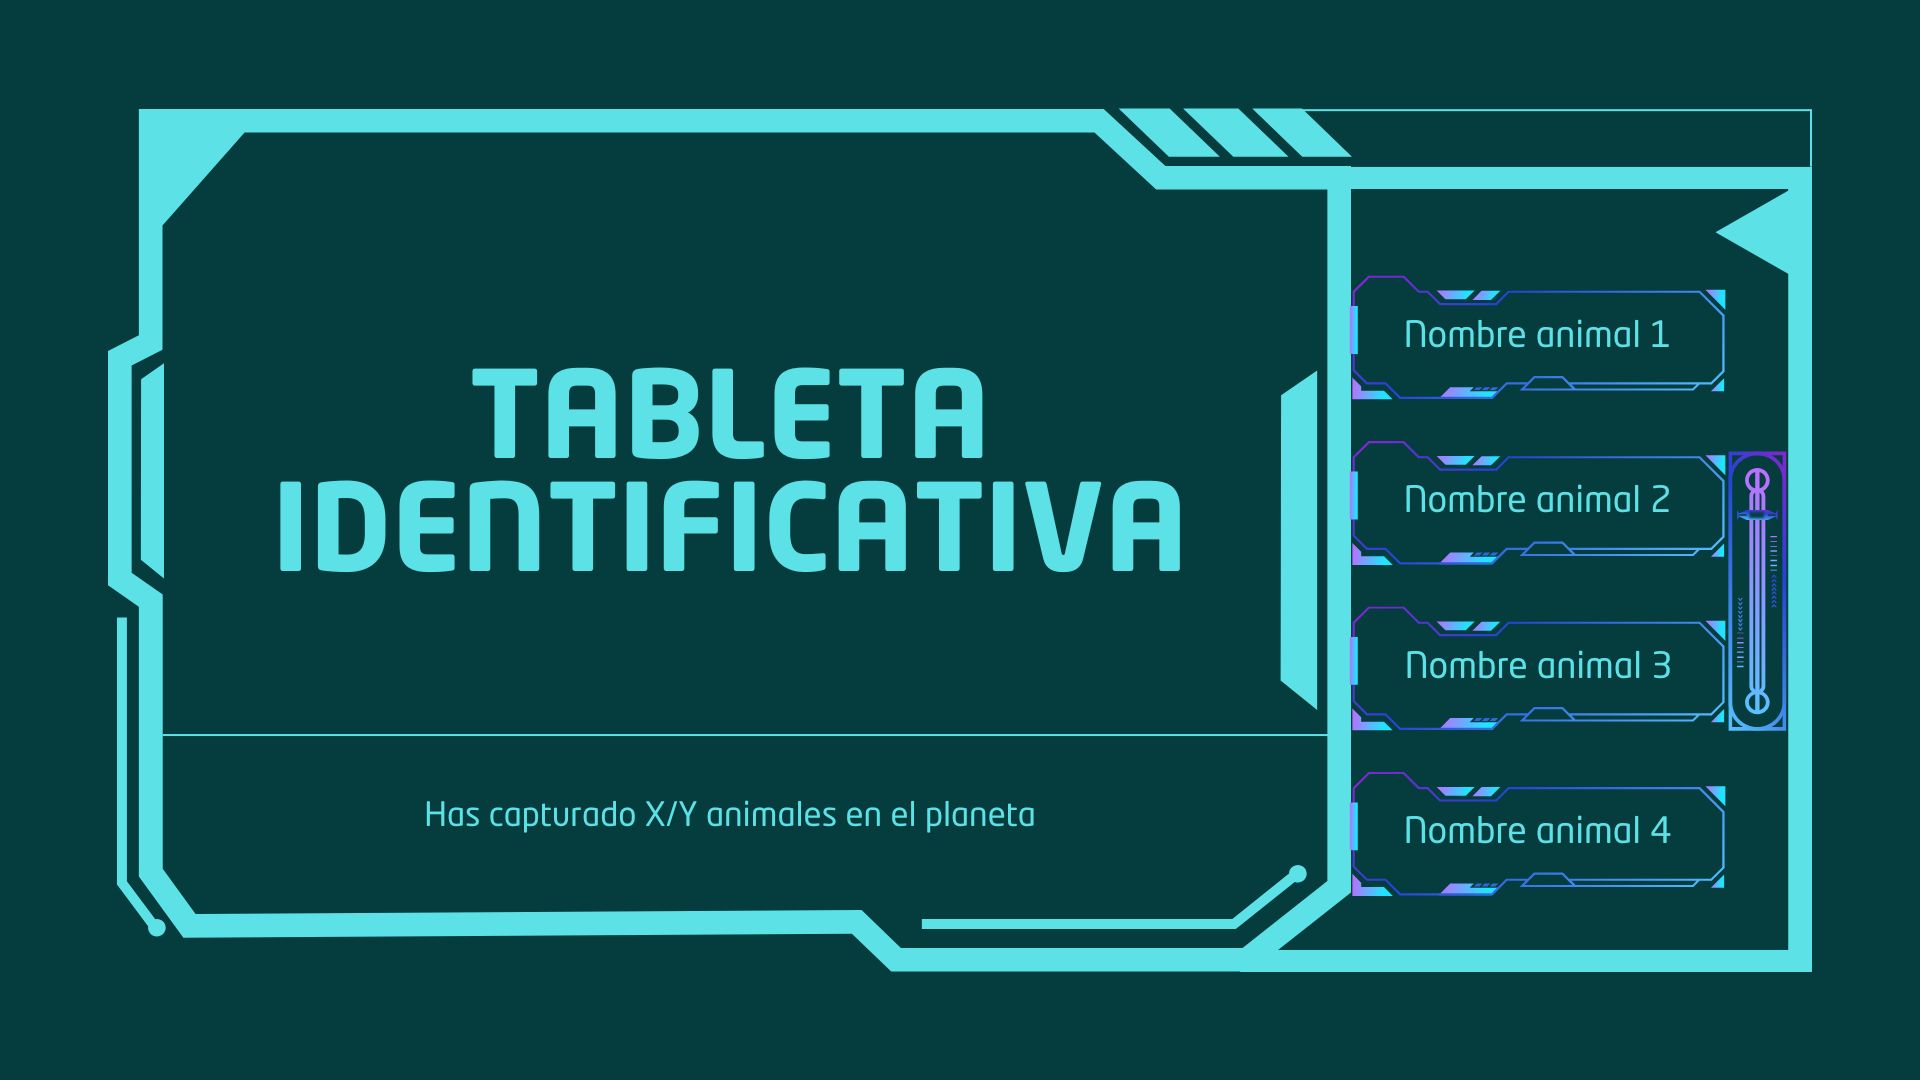 TABLETA
IDENTIFICATIVA
Has capturado X/Y animales en el planeta
Nombre animal 1
Nombre animal 2
Nombre animal 3
Nombre animal 4